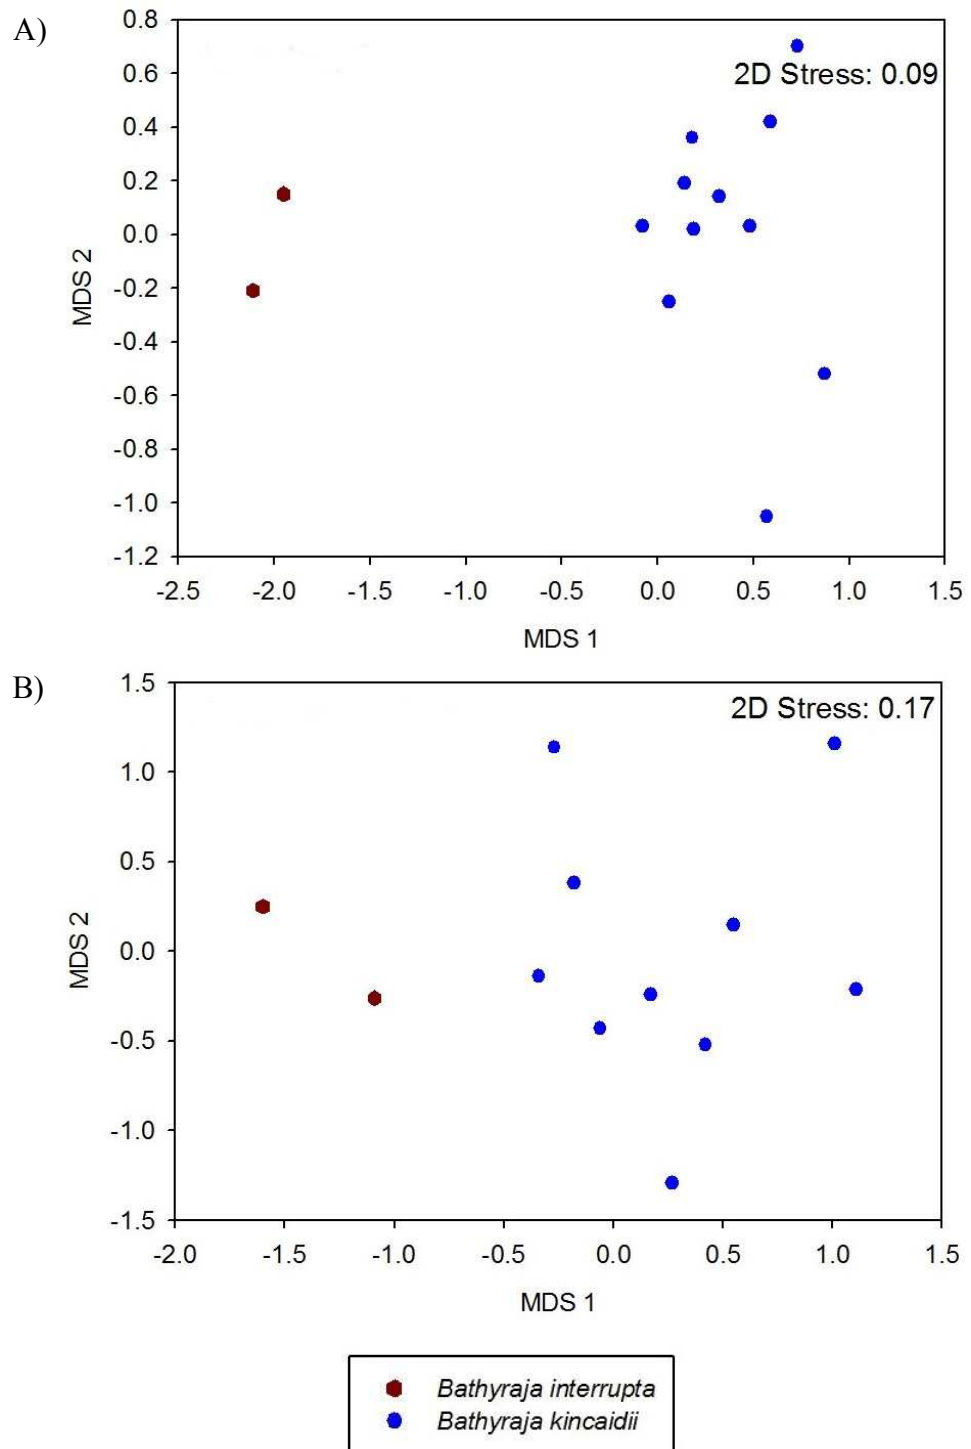 A)
0.8
0.6
0.4
0.2
0.0
-0.2
-0.4
-0.6
-0.8
-1.0
-1.2
MDS 2
2D Stress: 0.09
-2.5 -2.0 -1.5 -1.0 -0.5 0.0 0.5 1.0 1.5
MDS 1
B)
1.5
1.0
0.5
0.0
-0.5
-1.0
-1.5
MDS 2
2D Stress: 0.17
-2.0 -1.5 -1.0 -0.5 0.0 0.5 1.0 1.5
MDS 1
Bathyraja interrupta
Bathyraja kincaidii